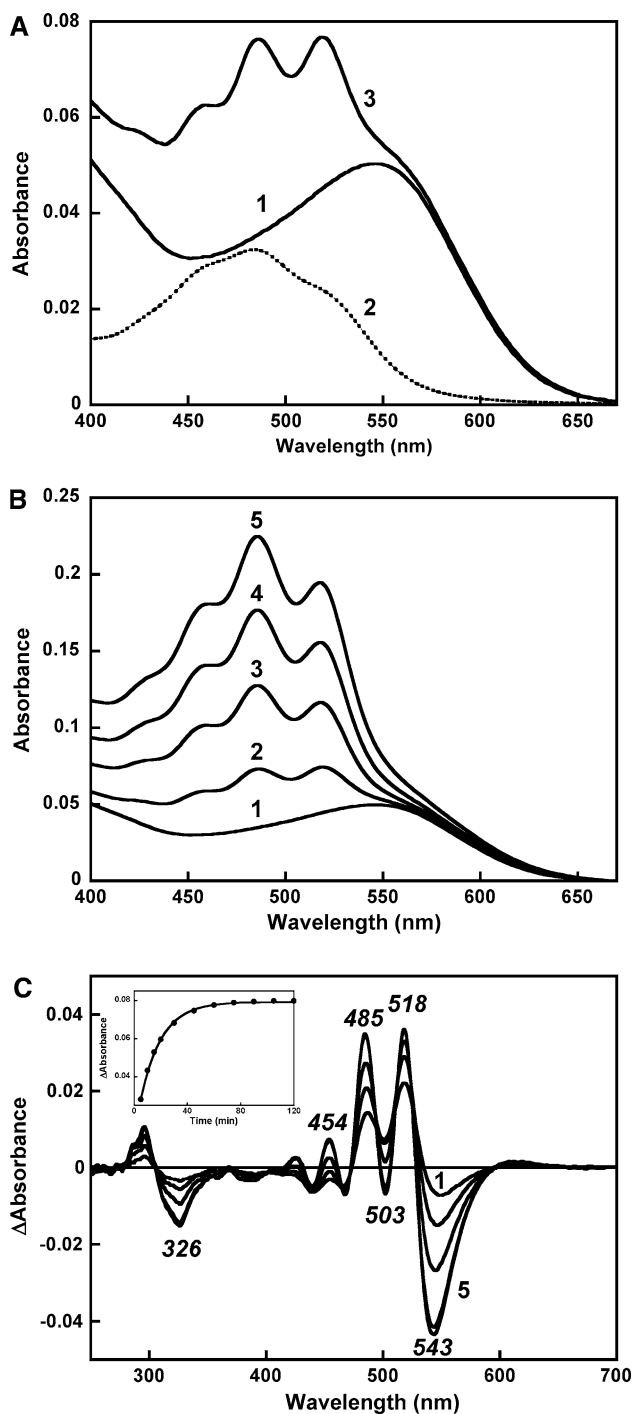 A
0.08
0.06
0.04
0.02
0
Absorbance
3
1
2
400 450 500 550 600 650
Wavelength (nm)
B
0.25
0.2
0.15
0.1
0.05
0
Absorbance
5
4
3
2
1
400 450 500 550 600 650
Wavelength (nm)
C
0.04
0.02
0
-0.02
-0.04
ΔAbsorbance
0.08
0.06
0.04
ΔAbsorbance
0 40 80 120
Time (min)
485 518
454
1
503
326
5
543
300 400 500 600 700
Wavelength (nm)